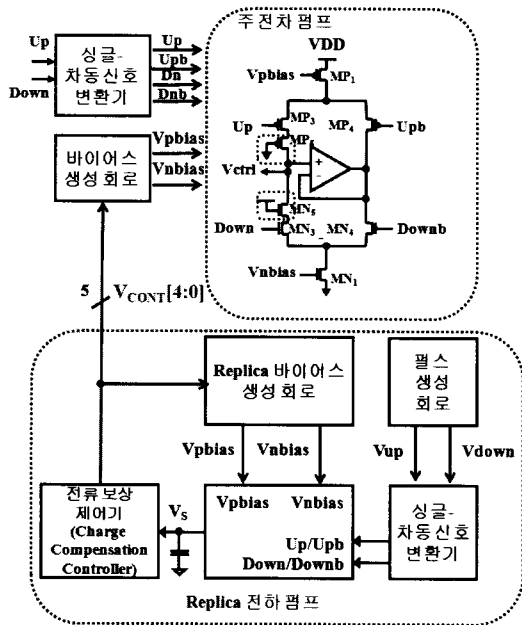 Up
Down
싱글-
차동신호
변환기
Up
Upb
Dn
Dnb
바이어스
생성회로
Vpbias
Vnbias
주전차펌프
VDD
Vpbias
MP1
Up
MP3
MP4
Upb
MP
Vctrl
+
-
MN5
Down
MN3
MN4
Downb
Vnbias
MN1
5
VCONT[4:0]
Replica 바이어스
생성회로
펄스
생성
회로
Vpbias
Vnbias
Vup
Vdown
전류보상
제어기
(Charge
Compensation
Controller)
VS
Vpbias
Vnbias
Up/Upb
Down/Downb
싱글-
차동신호
변환기
Replica 전하펌프